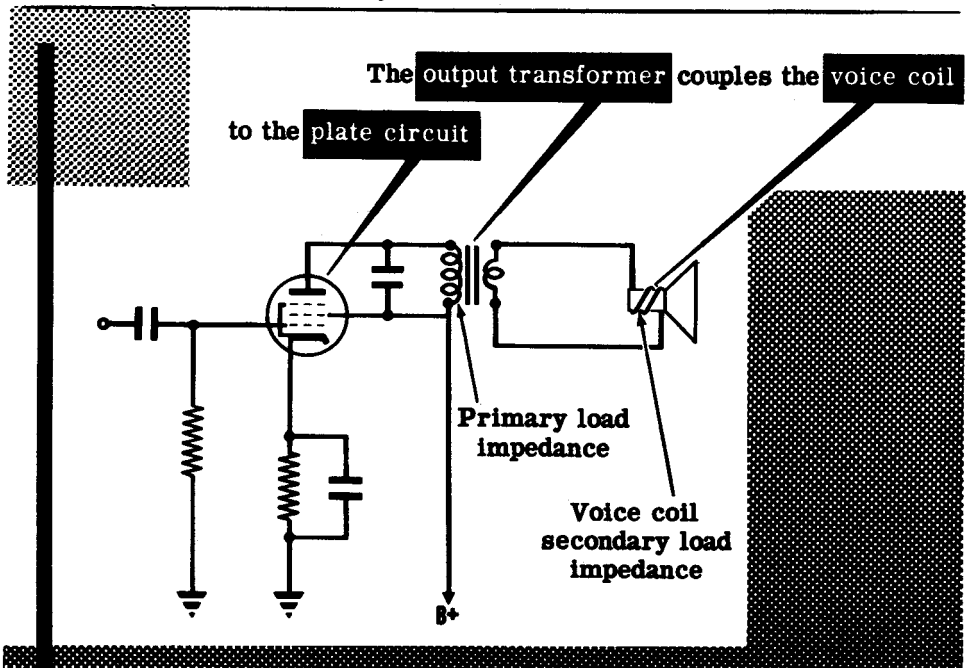 The output transformer couples the voice coil
to the plate circuit
Primary load
impedance
Voice coil
secondary load
impedance
B+